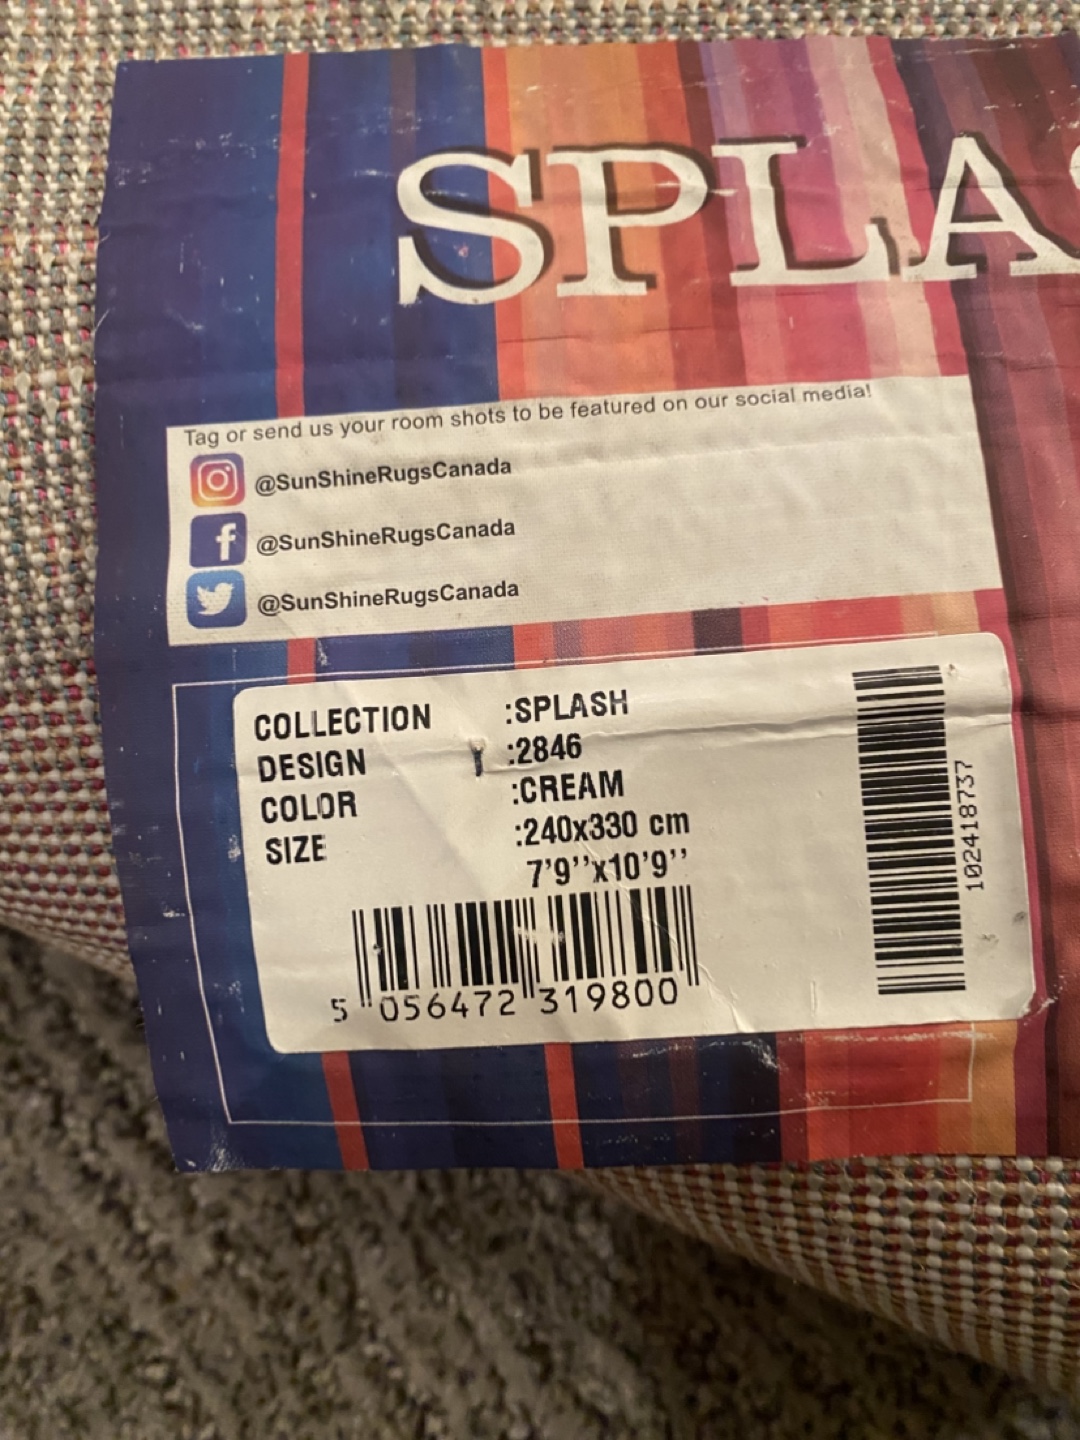 SPLAS
Tag or send us your room shots to be featured on our social media!
@SunShineRugsCanada
@SunShineRugsCanada
@SunShineRugsCanada
COLLECTION :SPLASH
DESIGN :2846
COLOR :CREAM
SIZE :240x330 cm
7'9''x10'9''
5 056472 319800
102418737